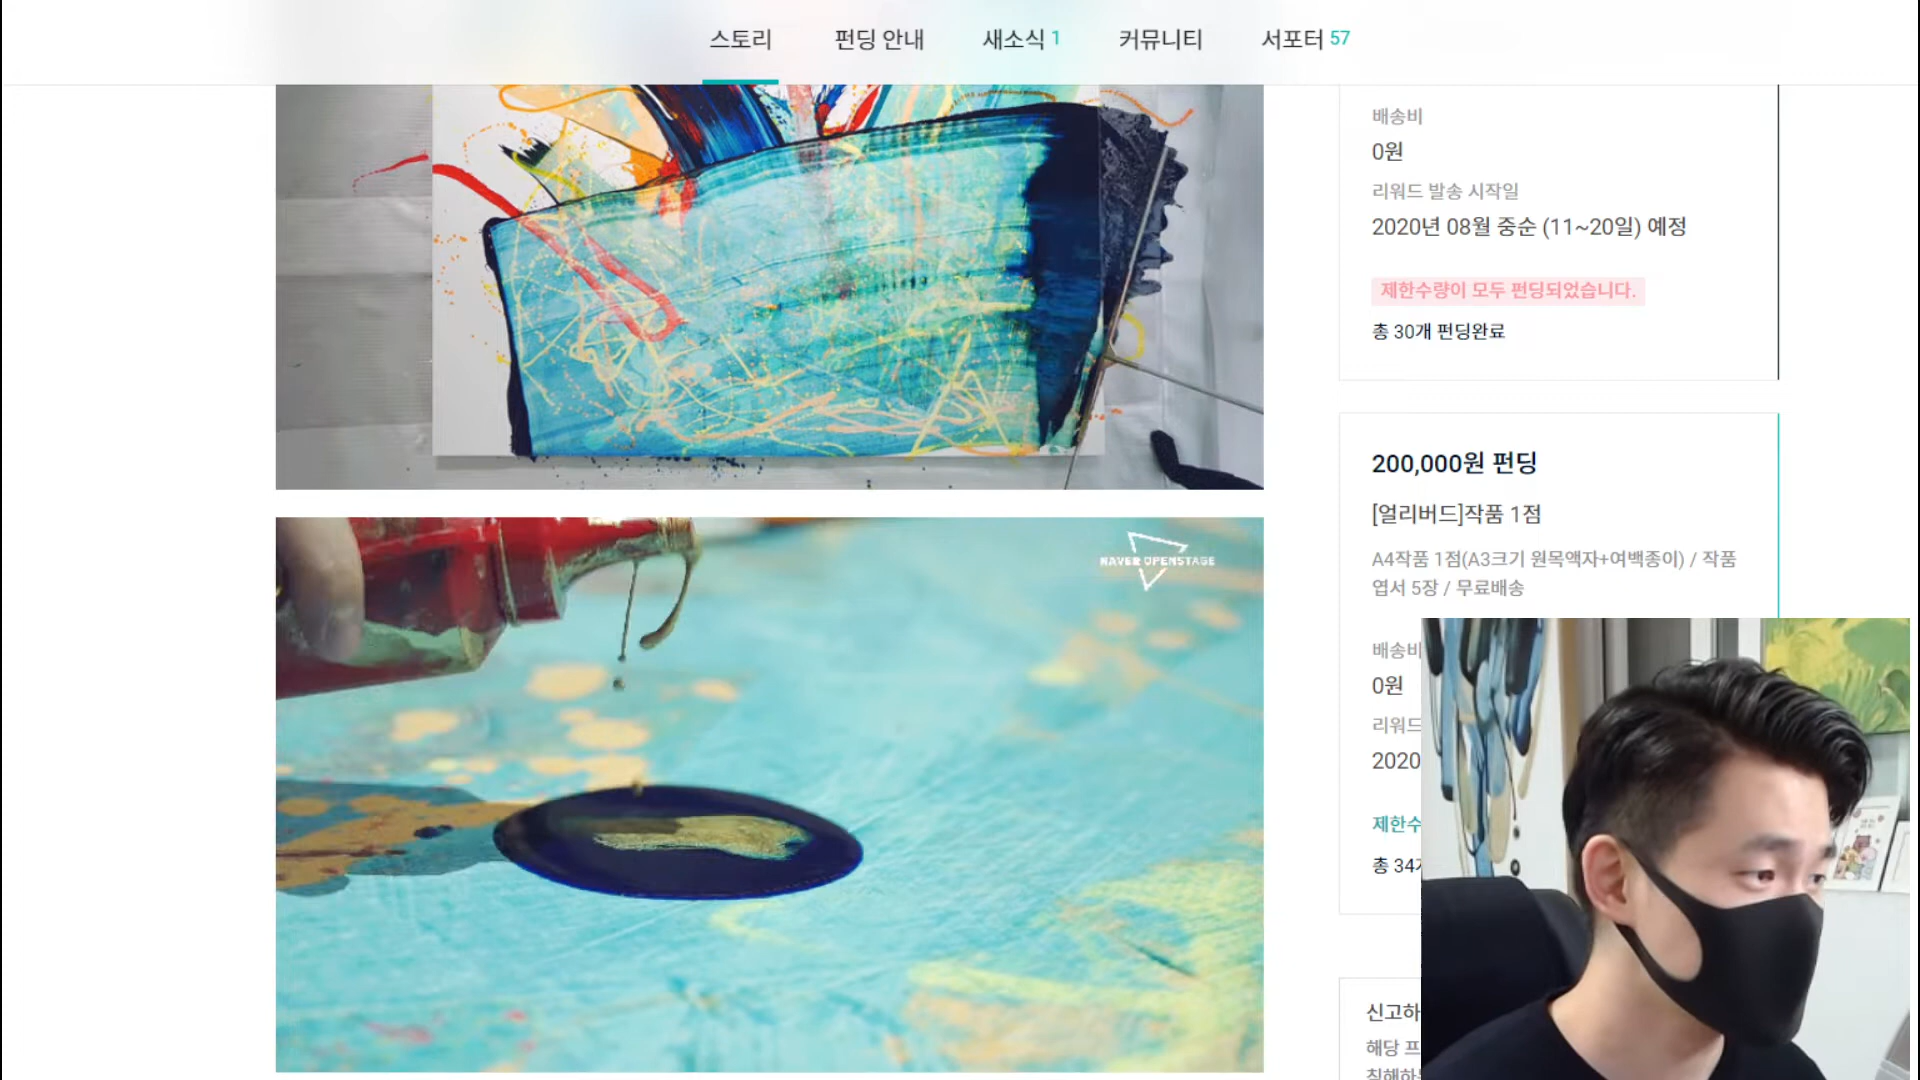 스토리
펀딩 안내
새소식 1
커뮤니티
서포터 57
배송비
0원
리워드 발송 시작일
2020년 08월 중순 (11~20일) 예정
제한수량이 모두 펀딩되었습니다.
총 30개 펀딩완료
NAVER OPENSTAGE
200,000원 펀딩
[얼리버드]작품 1점
A4작품 1점(A3크기 원목액자+여백종이) / 작품
엽서 5장 / 무료배송
배송비
0원
리워드
2020
제한수
총 34
신고하
해당 프
침해하